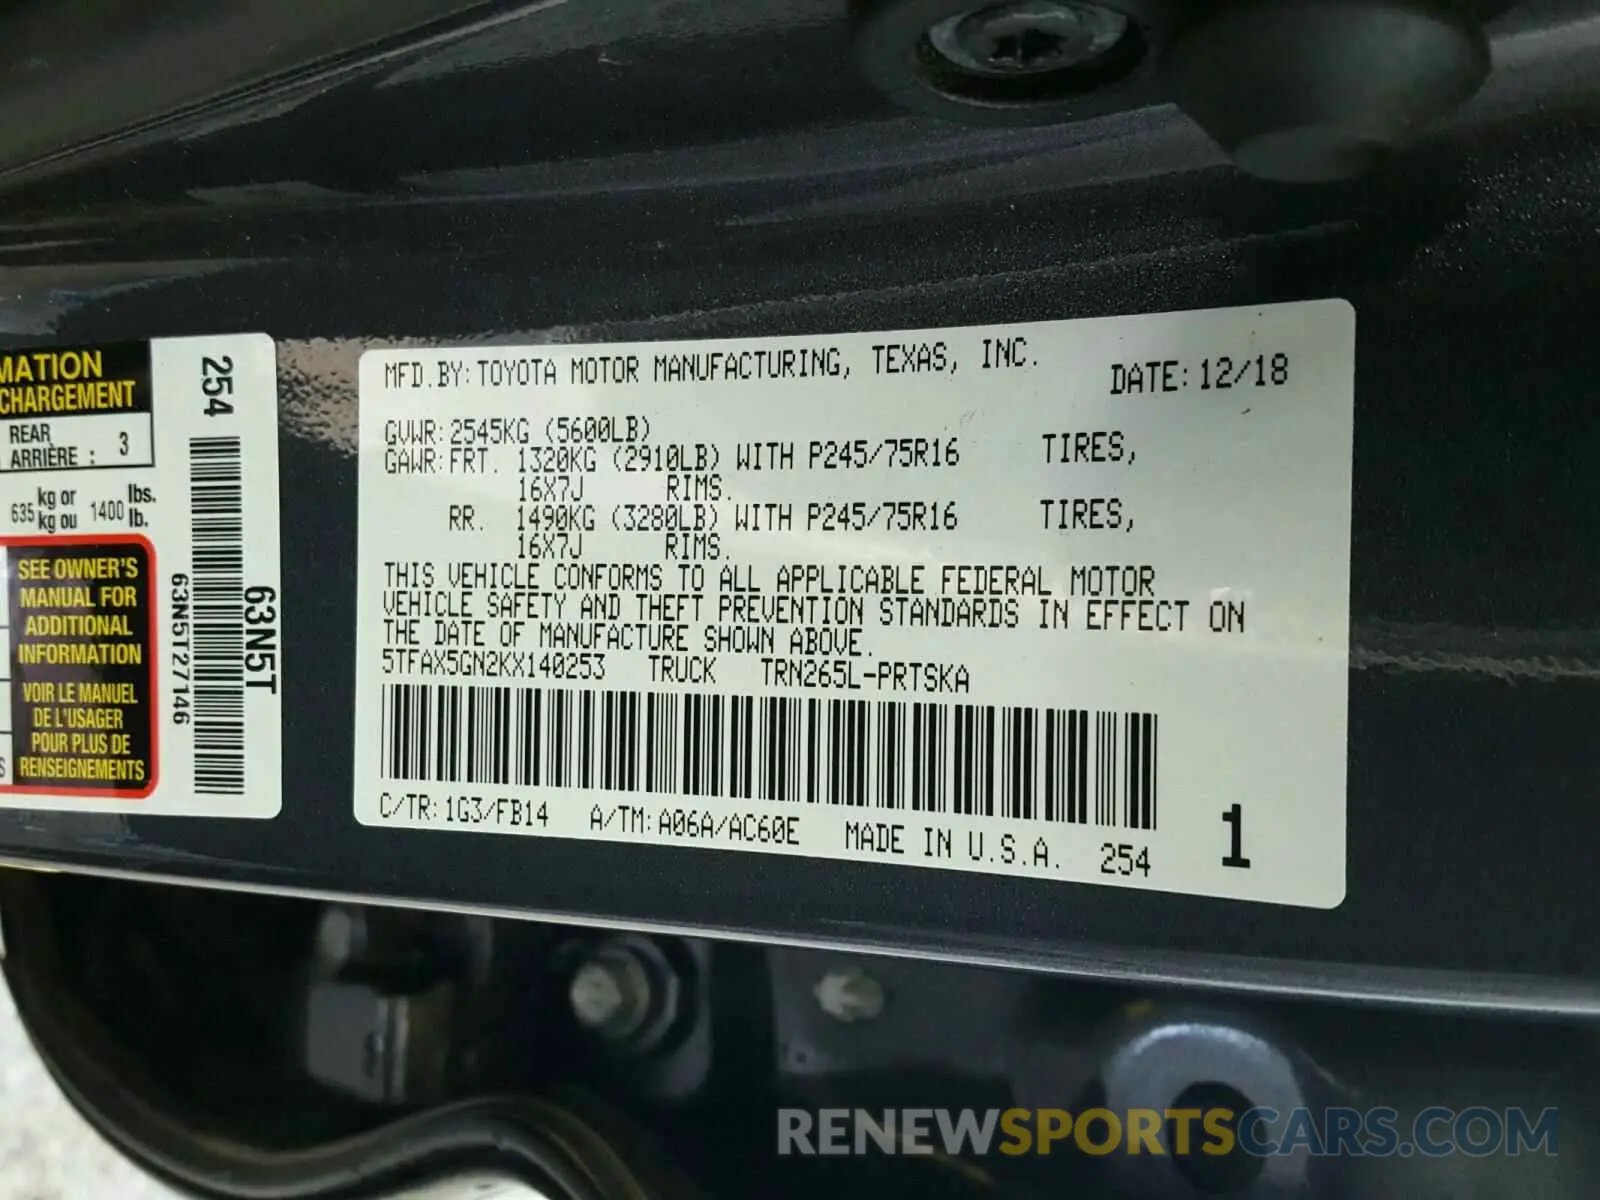 MATION
CHARGEMENT
REAR
ARRIÈRE : 3
635 kg or 1400 lbs.
kg ou lb.
SEE OWNER'S
MANUAL FOR
ADDITIONAL
INFORMATION
VOIR LE MANUEL
DE L'USAGER
POUR PLUS DE
RENSEIGNEMENTS
254
63N5T
63N5T27146
MFD.BY:TOYOTA MOTOR MANUFACTURING, TEXAS, INC.
DATE:12/18
GVWR:2545KG (5600LB)
GAWR:FRT. 1320KG (2910LB) WITH P245/75R16 TIRES,
16X7J RIMS.
RR. 1490KG (3280LB) WITH P245/75R16 TIRES,
16X7J RIMS.
THIS VEHICLE CONFORMS TO ALL APPLICABLE FEDERAL MOTOR
VEHICLE SAFETY AND THEFT PREVENTION STANDARDS IN EFFECT ON
THE DATE OF MANUFACTURE SHOWN ABOVE.
5TFAX5GN2KX140253 TRUCK TRN265L-PRTSKA
C/TR:1G3/FB14 A/TM:A06A/AC60E MADE IN U.S.A. 254
1
RENEWSPORTSCARS.COM